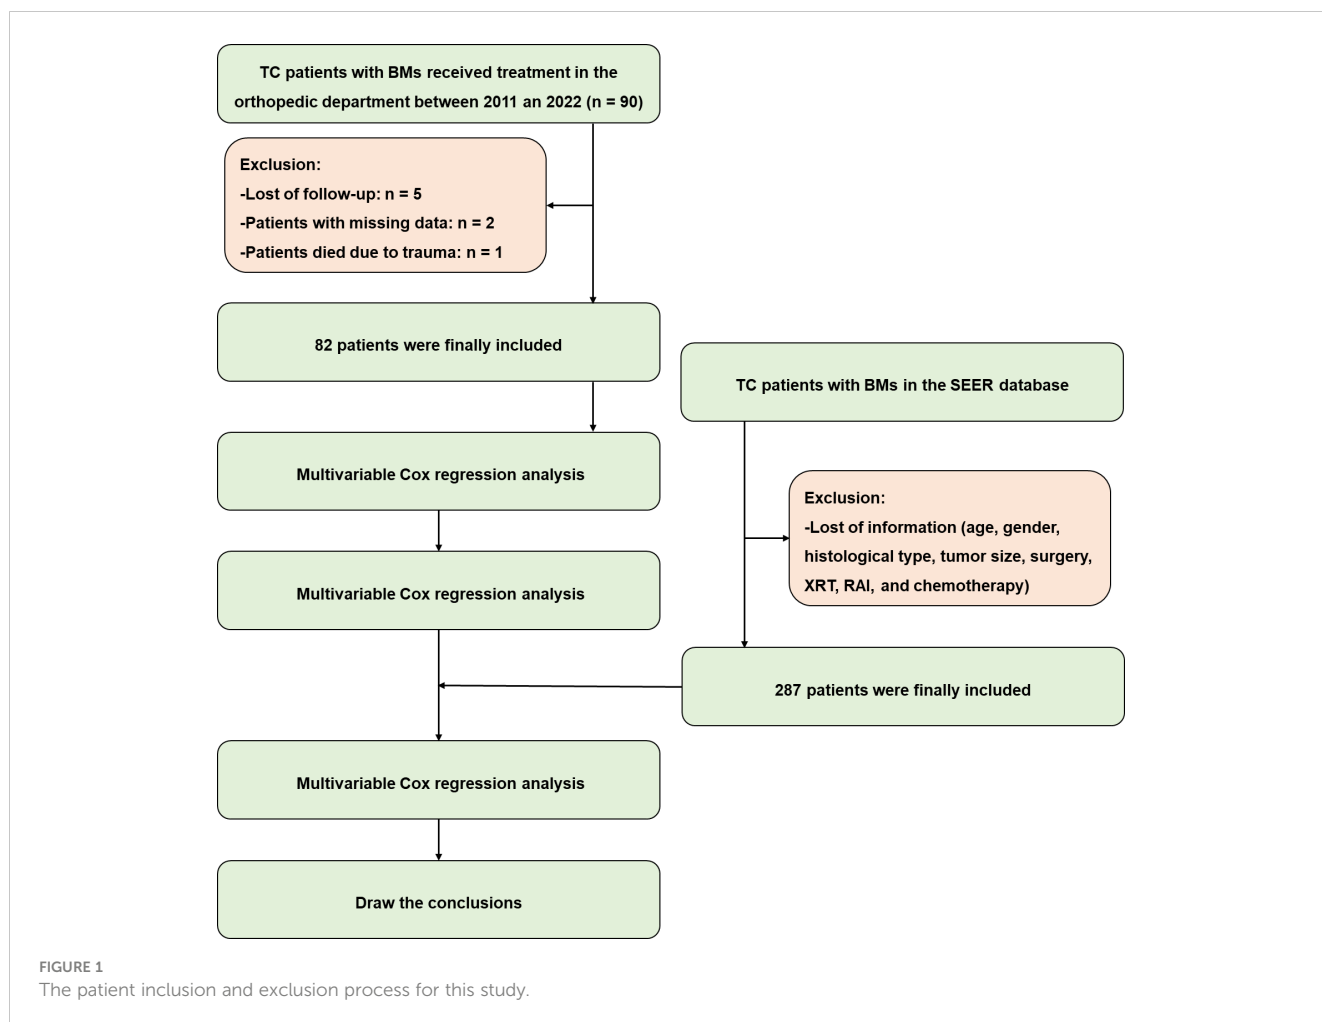 TC patients with BMs received treatment in the
orthopedic department between 2011 an 2022 (n = 90)
Exclusion:
-Lost of follow-up: n = 5
-Patients with missing data: n = 2
-Patients died due to trauma: n = 1
82 patients were finally included
TC patients with BMs in the SEER database
Multivariable Cox regression analysis
Exclusion:
-Lost of information (age, gender,
histological type, tumor size, surgery,
XRT, RAI, and chemotherapy)
Multivariable Cox regression analysis
287 patients were finally included
Multivariable Cox regression analysis
Draw the conclusions
FIGURE 1
The patient inclusion and exclusion process for this study.